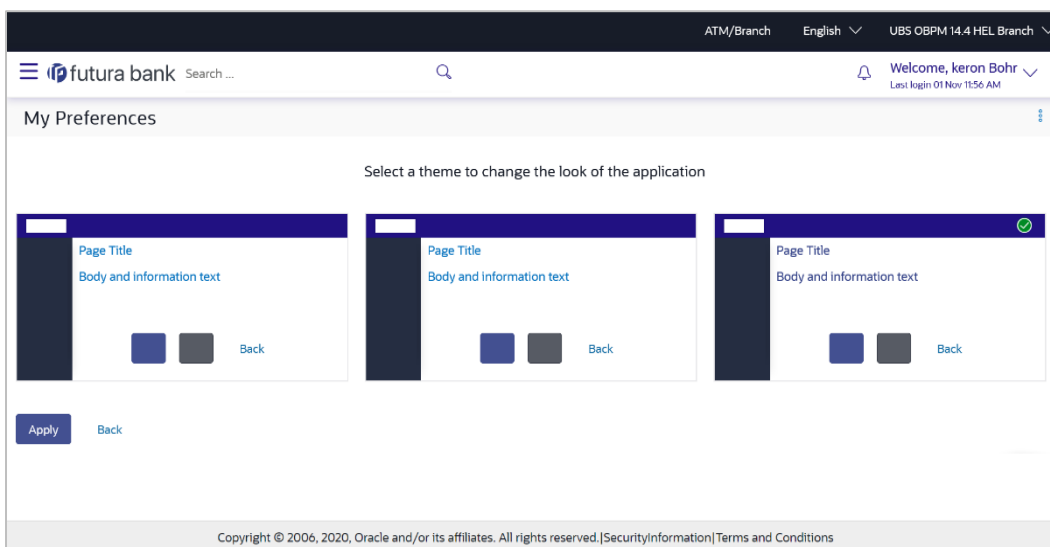 ATM/Branch English UBS OBPM 14.4 HEL Branch
futura bank Search ... Welcome, keron Bohr
Last login 01 Nov 11:56 AM
My Preferences
Select a theme to change the look of the application
Page Title Page Title Page Title
Body and information text Body and information text Body and information text
Back Back Back
Apply Back
Copyright © 2006, 2020, Oracle and/or its affiliates. All rights reserved.|SecurityInformation|Terms and Conditions